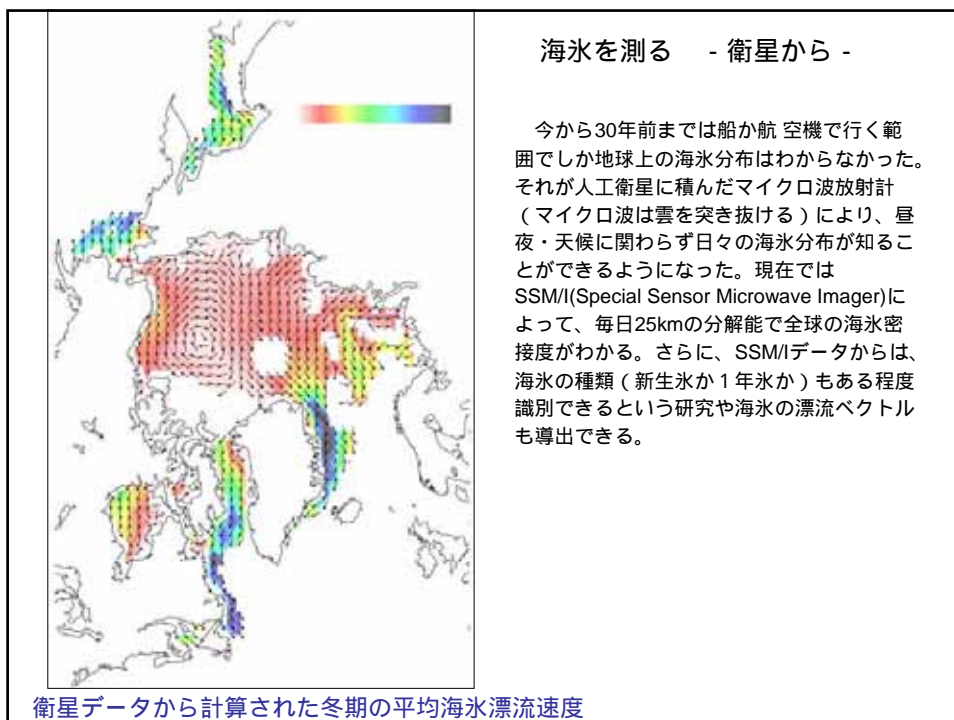 海氷を測る　- 衛星から -
今から30年前までは船か航 空機で行く範
囲でしか地球上の海氷分布はわからなかった。
それが人工衛星に積んだマイクロ波放射計
（マイクロ波は雲を突き抜ける）により、昼
夜・天候に関わらず日々の海氷分布が知るこ
とができるようになった。現在では
SSM/I(Special Sensor Microwave Imager)に
よって、毎日25kmの分解能で全球の海氷密
接度がわかる。さらに、SSM/Iデータからは、
海氷の種類（新生氷か１年氷か）もある程度
識別できるという研究や海氷の漂流ベクトル
も導出できる。
衛星データから計算された冬期の平均海氷漂流速度